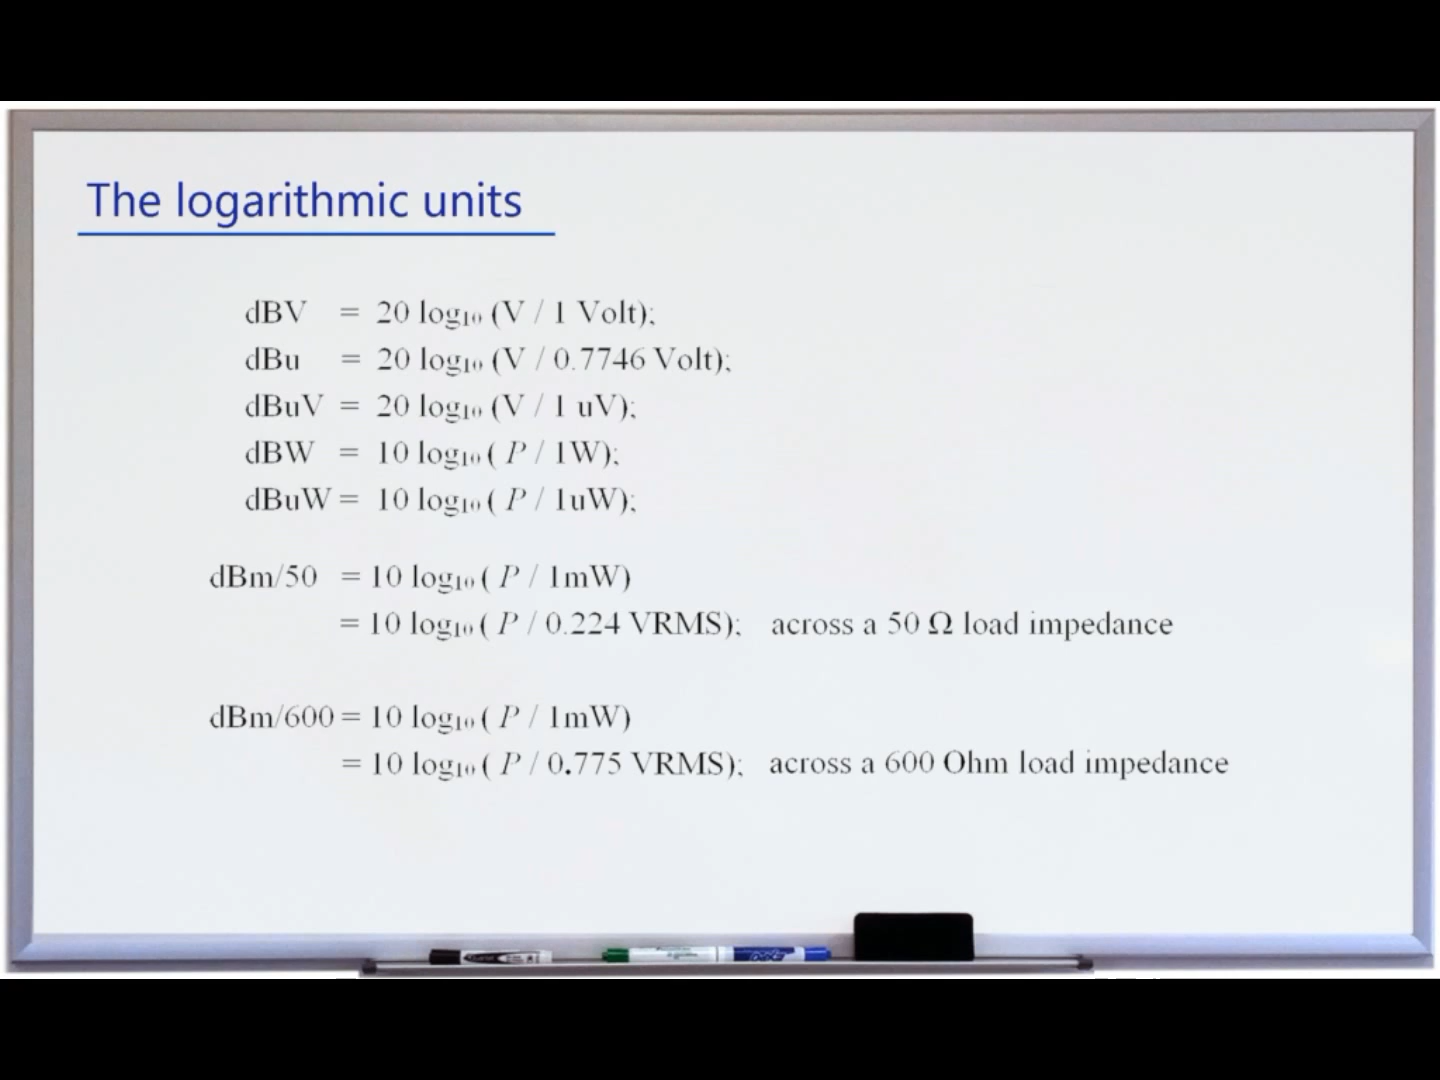 The logarithmic units
dBV = 20 log₁₀ (V / 1 Volt);
dBu = 20 log₁₀ (V / 0.7746 Volt);
dBuV = 20 log₁₀ (V / 1 uV);
dBW = 10 log₁₀ ( P / 1W);
dBuW = 10 log₁₀ ( P / 1uW);
dBm/50 = 10 log₁₀ ( P / 1mW)
= 10 log₁₀ ( P / 0.224 VRMS); across a 50 Ω load impedance
dBm/600 = 10 log₁₀ ( P / 1mW)
= 10 log₁₀ ( P / 0.775 VRMS); across a 600 Ohm load impedance